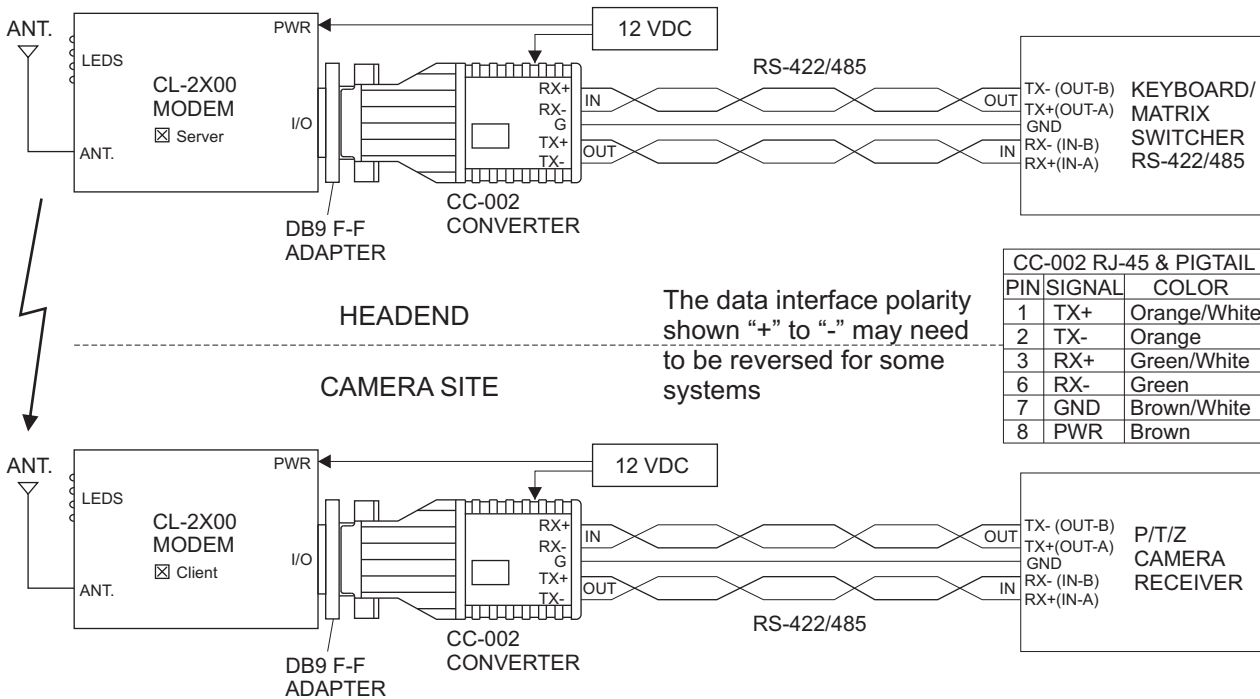 ANT.
LEDS
PWR
CL-2X00
MODEM
☒ Server
I/O
ANT.
12 VDC
RX+
RX-
G
TX+
TX-
IN
OUT
DB9 F-F
ADAPTER
CC-002
CONVERTER
RS-422/485
OUT
IN
TX- (OUT-B)
TX+(OUT-A)
GND
RX- (IN-B)
RX+(IN-A)
KEYBOARD/
MATRIX
SWITCHER
RS-422/485
HEADEND
CAMERA SITE
The data interface polarity
shown “+” to “-” may need
to be reversed for some
systems
CC-002 RJ-45 & PIGTAIL
PIN SIGNAL COLOR
1 TX+ Orange/White
2 TX- Orange
3 RX+ Green/White
6 RX- Green
7 GND Brown/White
8 PWR Brown
ANT.
LEDS
PWR
CL-2X00
MODEM
☒ Client
I/O
ANT.
12 VDC
RX+
RX-
G
TX+
TX-
IN
OUT
DB9 F-F
ADAPTER
CC-002
CONVERTER
RS-422/485
OUT
IN
TX- (OUT-B)
TX+(OUT-A)
GND
RX- (IN-B)
RX+(IN-A)
P/T/Z
CAMERA
RECEIVER